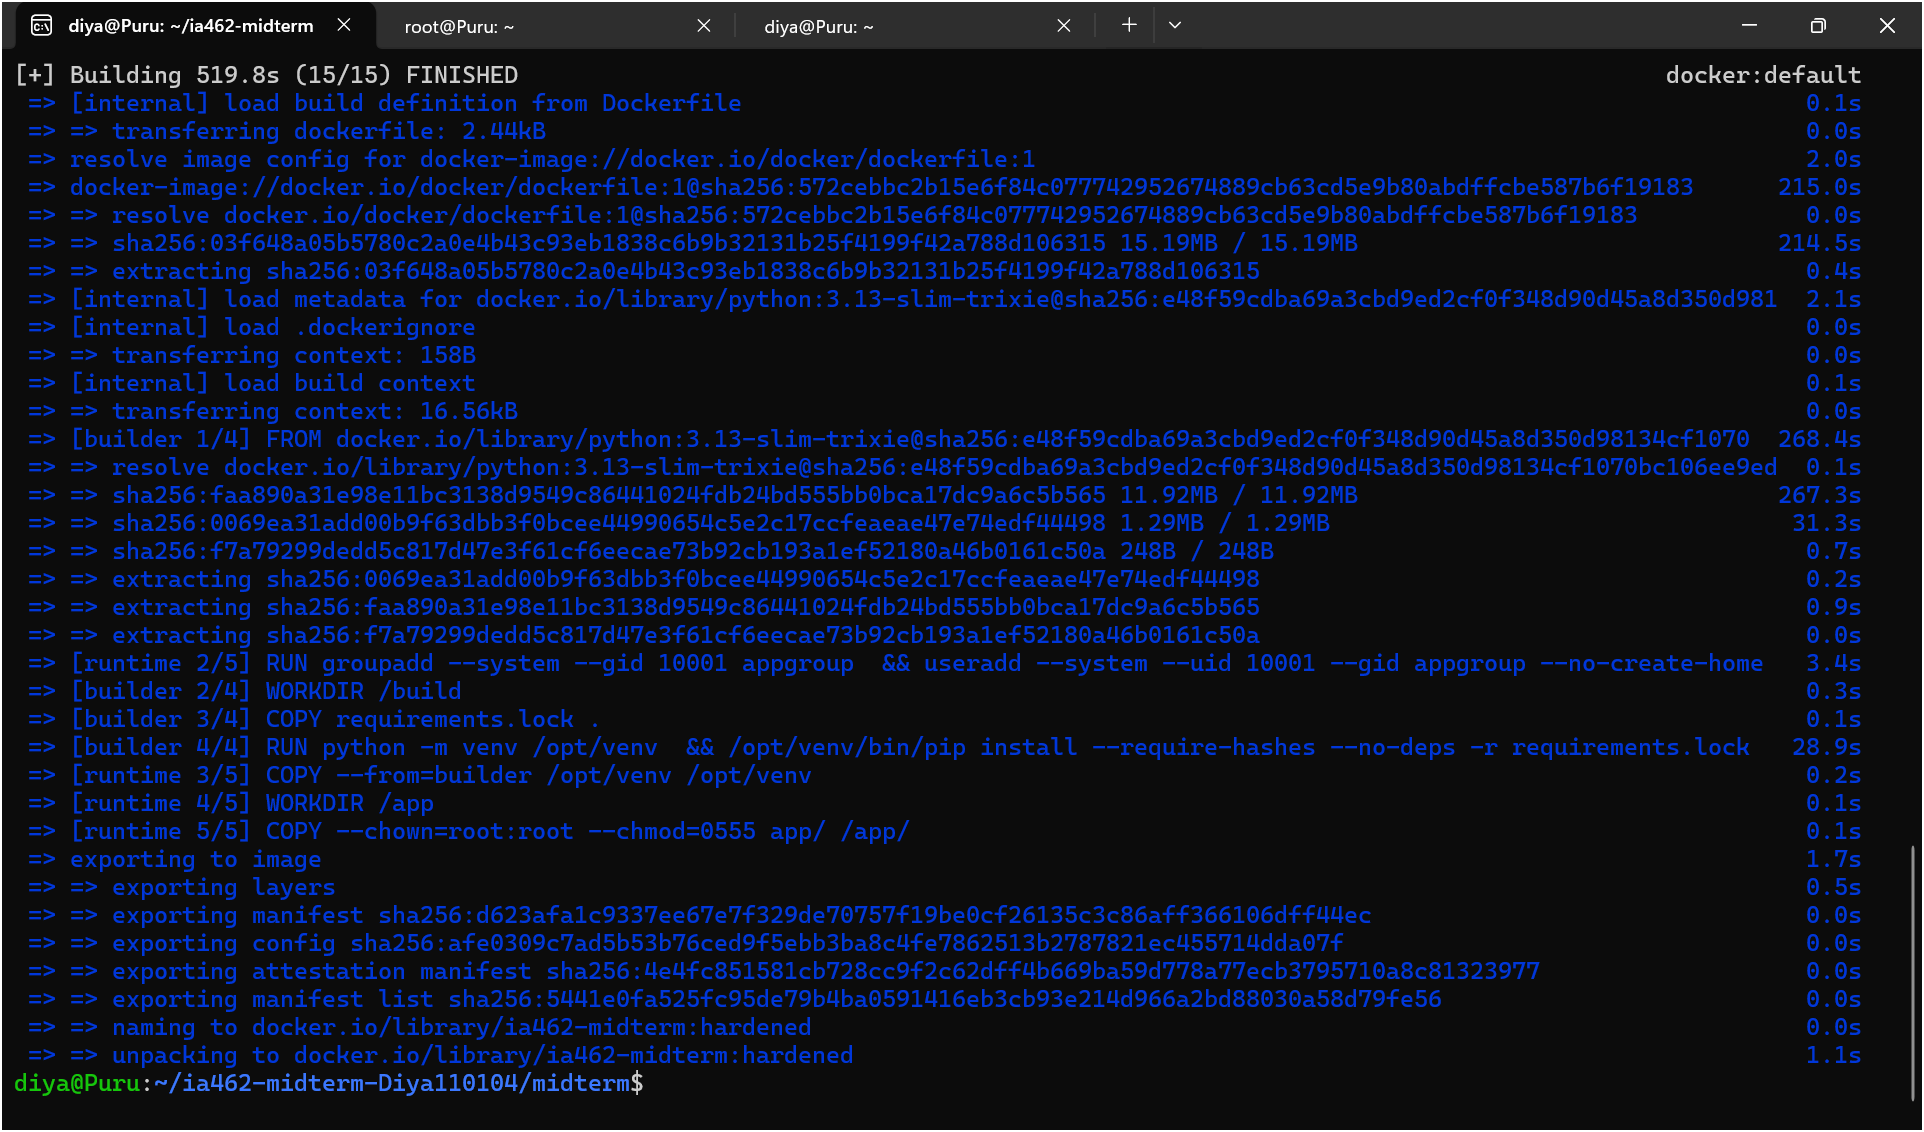 diya@Puru: ~/ia462-midterm
root@Puru: ~
diya@Puru: ~
[+] Building 519.8s (15/15) FINISHED docker:default
=> [internal] load build definition from Dockerfile 0.1s
=> => transferring dockerfile: 2.44kB 0.0s
=> resolve image config for docker-image://docker.io/docker/dockerfile:1 2.0s
=> docker-image://docker.io/docker/dockerfile:1@sha256:572cebbc2b15e6f84c077742952674889cb63cd5e9b80abdffcbe587b6f19183 215.0s
=> => resolve docker.io/docker/dockerfile:1@sha256:572cebbc2b15e6f84c077742952674889cb63cd5e9b80abdffcbe587b6f19183 0.0s
=> => sha256:03f648a05b5780c2a0e4b43c93eb1838c6b9b32131b25f4199f42a788d106315 15.19MB / 15.19MB 214.5s
=> => extracting sha256:03f648a05b5780c2a0e4b43c93eb1838c6b9b32131b25f4199f42a788d106315 0.4s
=> [internal] load metadata for docker.io/library/python:3.13-slim-trixie@sha256:e48f59cdba69a3cbd9ed2cf0f348d90d45a8d350d981 2.1s
=> [internal] load .dockerignore 0.0s
=> => transferring context: 158B 0.0s
=> [internal] load build context 0.1s
=> => transferring context: 16.56kB 0.0s
=> [builder 1/4] FROM docker.io/library/python:3.13-slim-trixie@sha256:e48f59cdba69a3cbd9ed2cf0f348d90d45a8d350d98134cf1070 268.4s
=> => resolve docker.io/library/python:3.13-slim-trixie@sha256:e48f59cdba69a3cbd9ed2cf0f348d90d45a8d350d98134cf1070bc106ee9ed 0.1s
=> => sha256:faa890a31e98e11bc3138d9549c86441024fdb24bd555bb0bca17dc9a6c5b565 11.92MB / 11.92MB 267.3s
=> => sha256:0069ea31add00b9f63dbb3f0bcee44990654c5e2c17ccfeaeae47e74edf44498 1.29MB / 1.29MB 31.3s
=> => sha256:f7a79299dedd5c817d47e3f61cf6eecae73b92cb193a1ef52180a46b0161c50a 248B / 248B 0.7s
=> => extracting sha256:0069ea31add00b9f63dbb3f0bcee44990654c5e2c17ccfeaeae47e74edf44498 0.2s
=> => extracting sha256:faa890a31e98e11bc3138d9549c86441024fdb24bd555bb0bca17dc9a6c5b565 0.9s
=> => extracting sha256:f7a79299dedd5c817d47e3f61cf6eecae73b92cb193a1ef52180a46b0161c50a 0.0s
=> [runtime 2/5] RUN groupadd --system --gid 10001 appgroup  && useradd --system --uid 10001 --gid appgroup --no-create-home 3.4s
=> [builder 2/4] WORKDIR /build 0.3s
=> [builder 3/4] COPY requirements.lock . 0.1s
=> [builder 4/4] RUN python -m venv /opt/venv  && /opt/venv/bin/pip install --require-hashes --no-deps -r requirements.lock 28.9s
=> [runtime 3/5] COPY --from=builder /opt/venv /opt/venv 0.2s
=> [runtime 4/5] WORKDIR /app 0.1s
=> [runtime 5/5] COPY --chown=root:root --chmod=0555 app/ /app/ 0.1s
=> exporting to image 1.7s
=> => exporting layers 0.5s
=> => exporting manifest sha256:d623afa1c9337ee67e7f329de70757f19be0cf26135c3c86aff366106dff44ec 0.0s
=> => exporting config sha256:afe0309c7ad5b53b76ced9f5ebb3ba8c4fe7862513b2787821ec455714dda07f 0.0s
=> => exporting attestation manifest sha256:4e4fc851581cb728cc9f2c62dff4b669ba59d778a77ecb3795710a8c81323977 0.0s
=> => exporting manifest list sha256:5441e0fa525fc95de79b4ba0591416eb3cb93e214d966a2bd88030a58d79fe56 0.0s
=> => naming to docker.io/library/ia462-midterm:hardened 0.0s
=> => unpacking to docker.io/library/ia462-midterm:hardened 1.1s
diya@Puru:~/ia462-midterm-Diya110104/midterm$